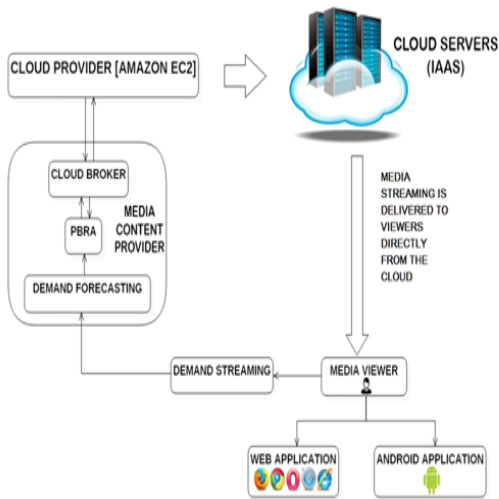 CLOUD PROVIDER [AMAZON EC2]
CLOUD SERVERS
(IAAS)
CLOUD BROKER
MEDIA
CONTENT
PROVIDER
PBRA
DEMAND FORECASTING
MEDIA
STREAMING IS
DELIVERED TO
VIEWERS
DIRECTLY
FROM THE
CLOUD
DEMAND STREAMING
MEDIA VIEWER
WEB APPLICATION
ANDROID APPLICATION